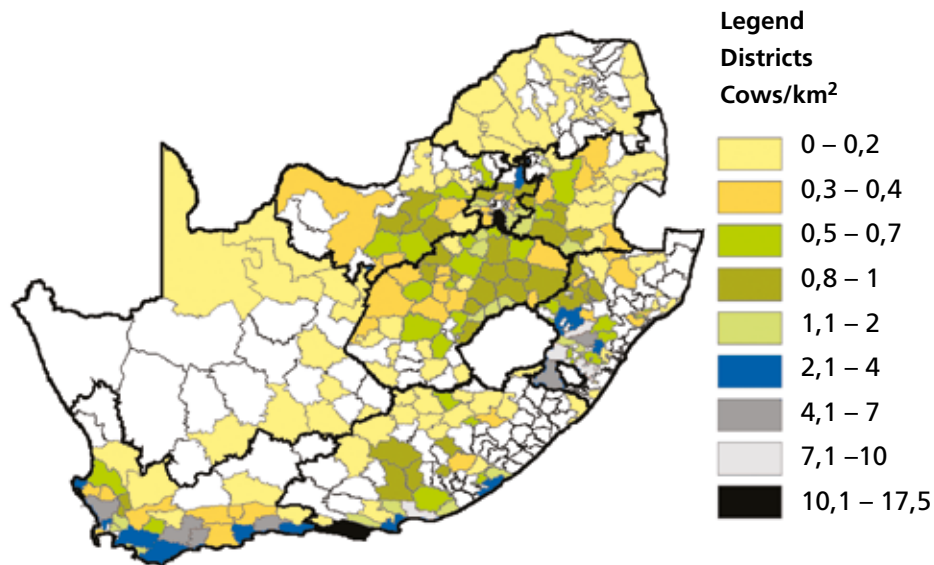 Legend
Districts
Cows/km²
0 – 0,2
0,3 – 0,4
0,5 – 0,7
0,8 – 1
1,1 – 2
2,1 – 4
4,1 – 7
7,1 –10
10,1 – 17,5